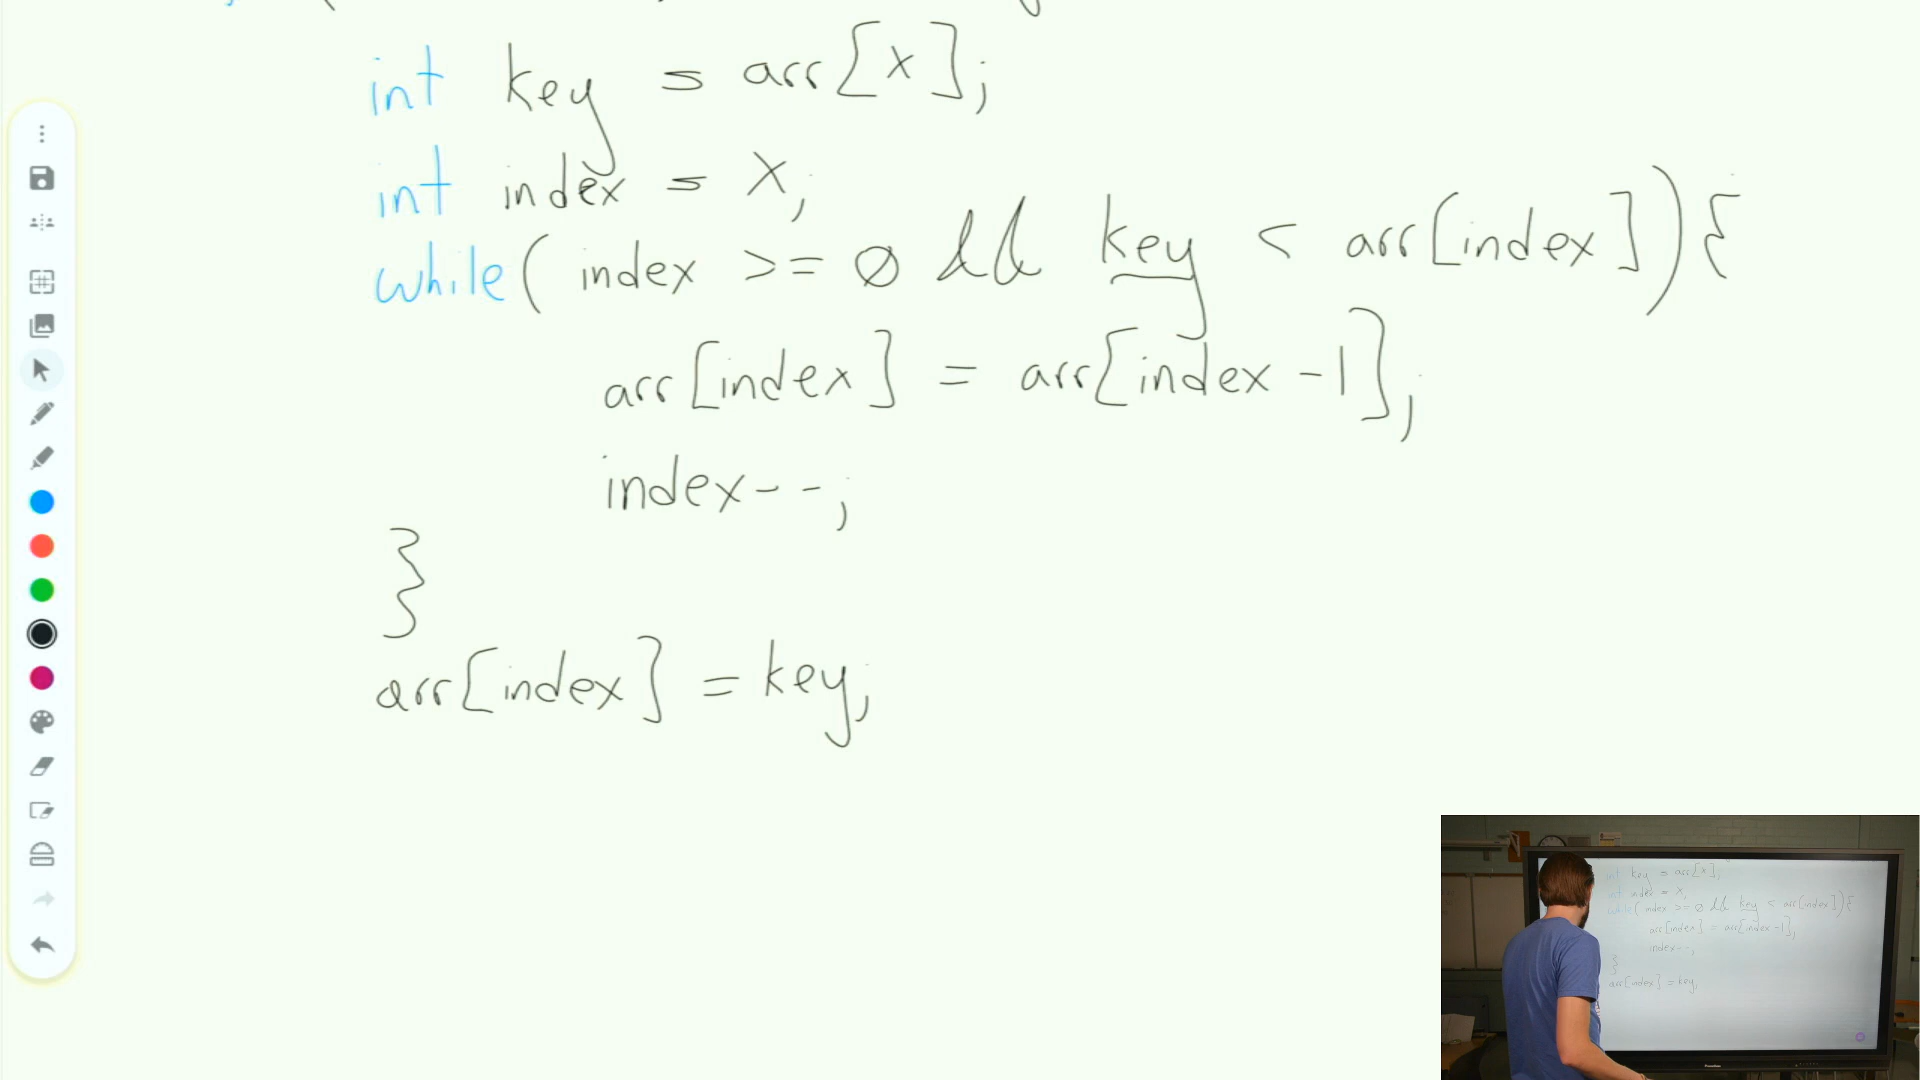 int key = arr[x];
int index = x;
while( index >= 0 && key < arr[index]){
arr[index] = arr[index -1];
index--;
}
arr[index] = key;